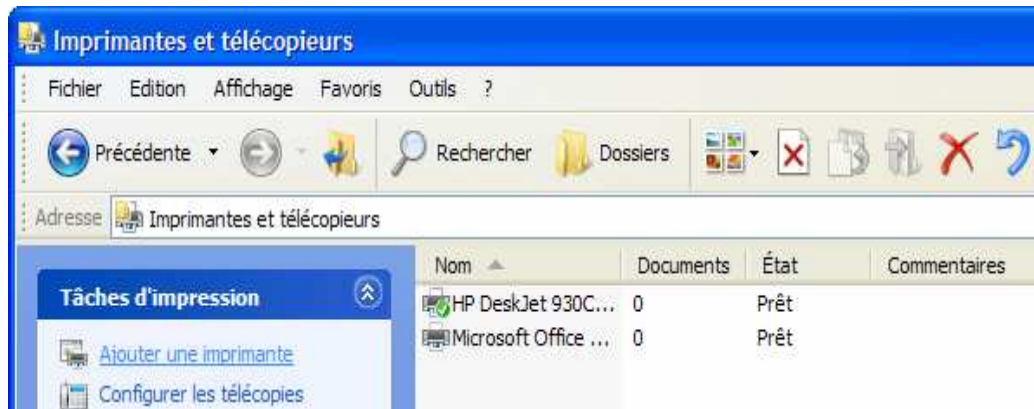 Imprimantes et télécopieurs
Fichier Edition Affichage Favoris Outils ?
Précédente Rechercher Dossiers
Adresse Imprimantes et télécopieurs
Nom Documents État Commentaires
Tâches d'impression
HP DeskJet 930C... 0 Prêt
Microsoft Office ... 0 Prêt
Ajouter une imprimante
Configurer les télécopies